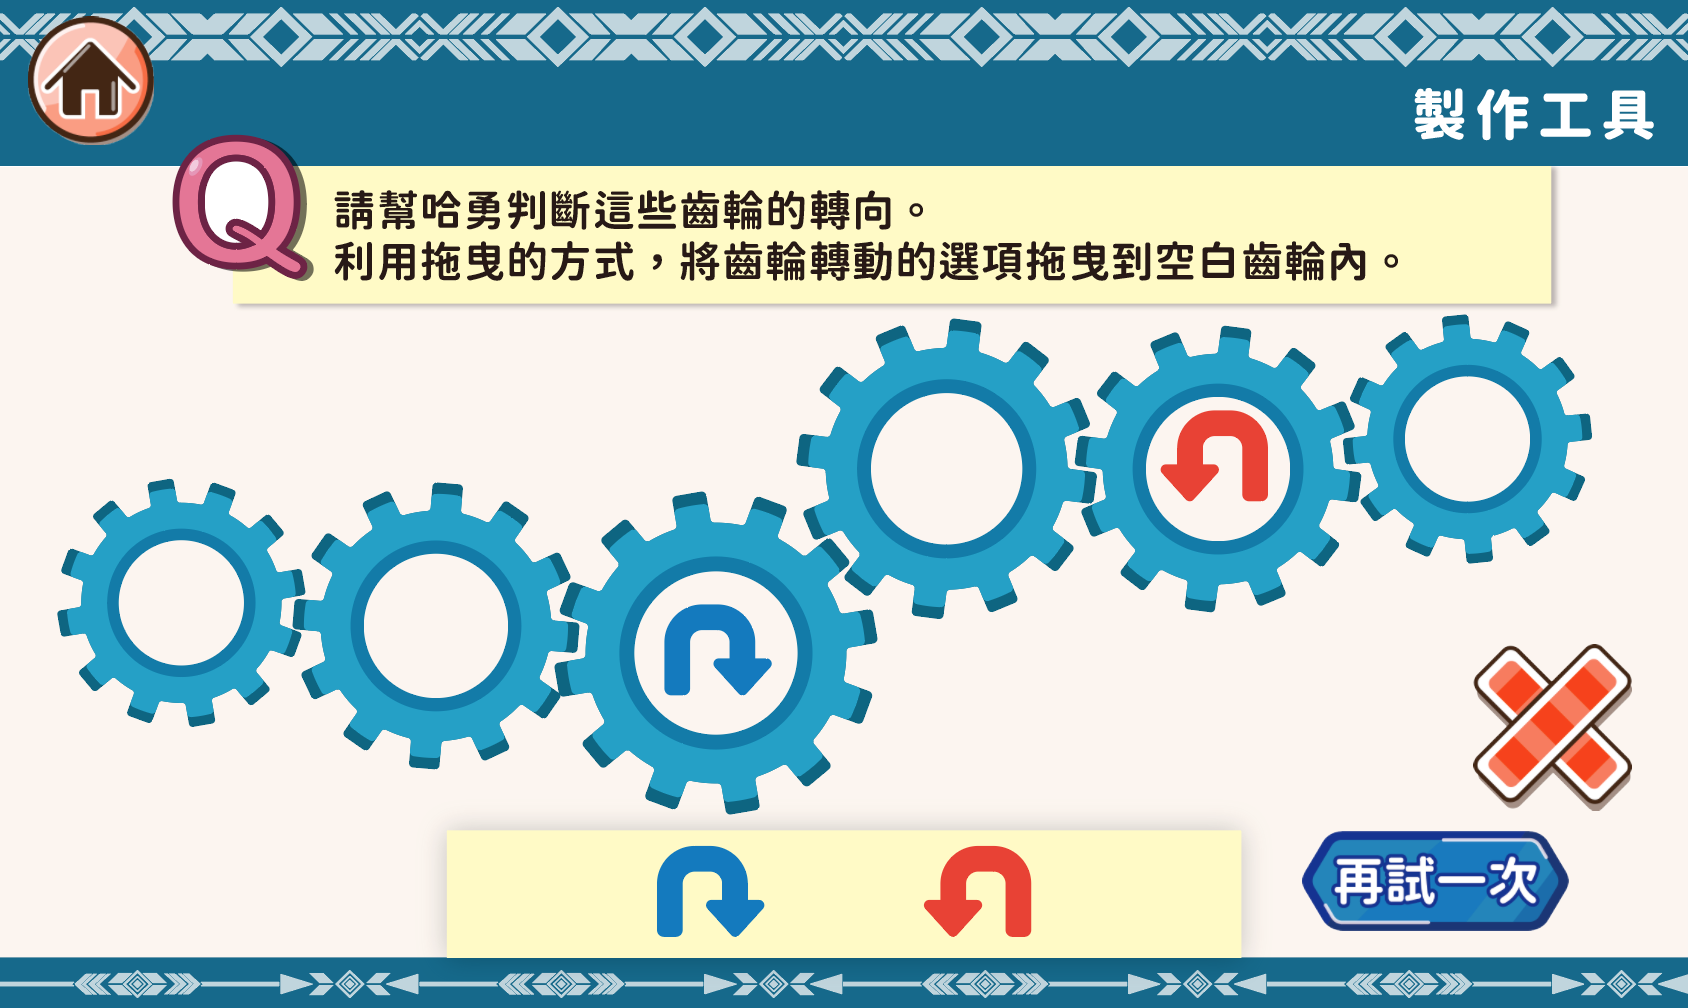 製作工具
Q
請幫哈勇判斷這些齒輪的轉向。
利用拖曳的方式，將齒輪轉動的選項拖曳到空白齒輪內。
再試一次